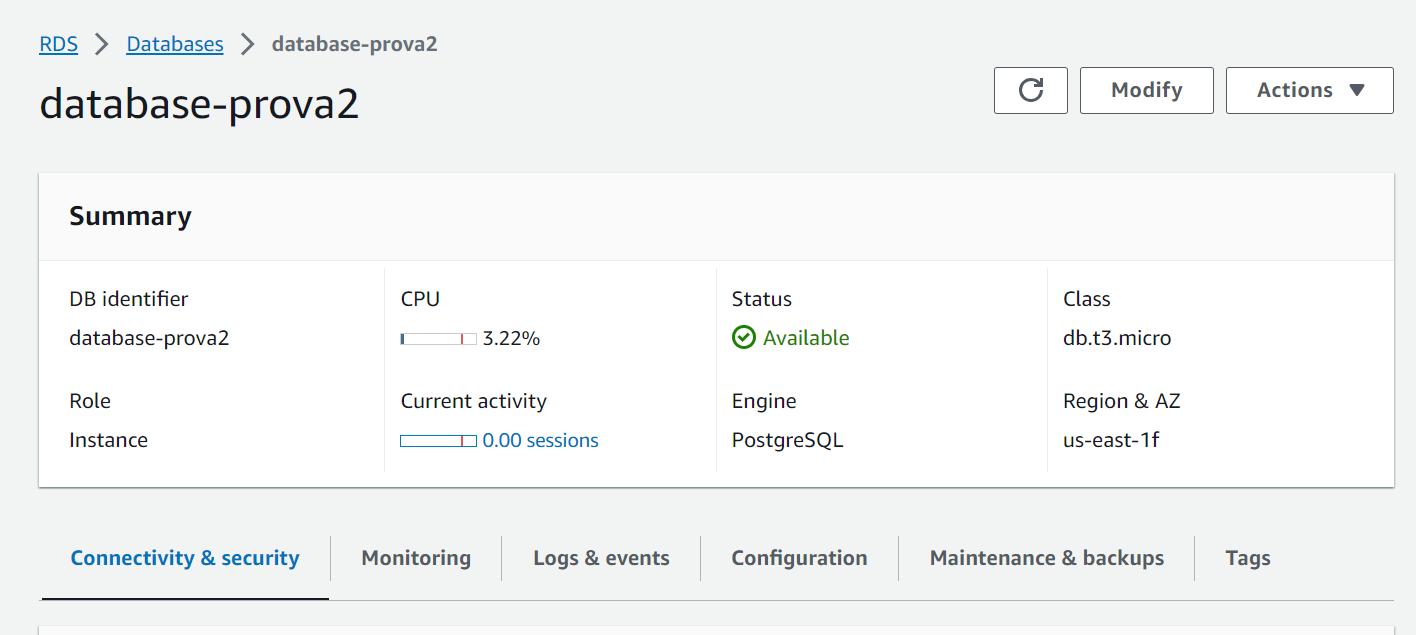 RDS > Databases > database-prova2
database-prova2
Modify
Actions
Summary
DB identifier
database-prova2
CPU
3.22%
Status
Available
Class
db.t3.micro
Role
Instance
Current activity
0.00 sessions
Engine
PostgreSQL
Region & AZ
us-east-1f
Connectivity & security
Monitoring
Logs & events
Configuration
Maintenance & backups
Tags